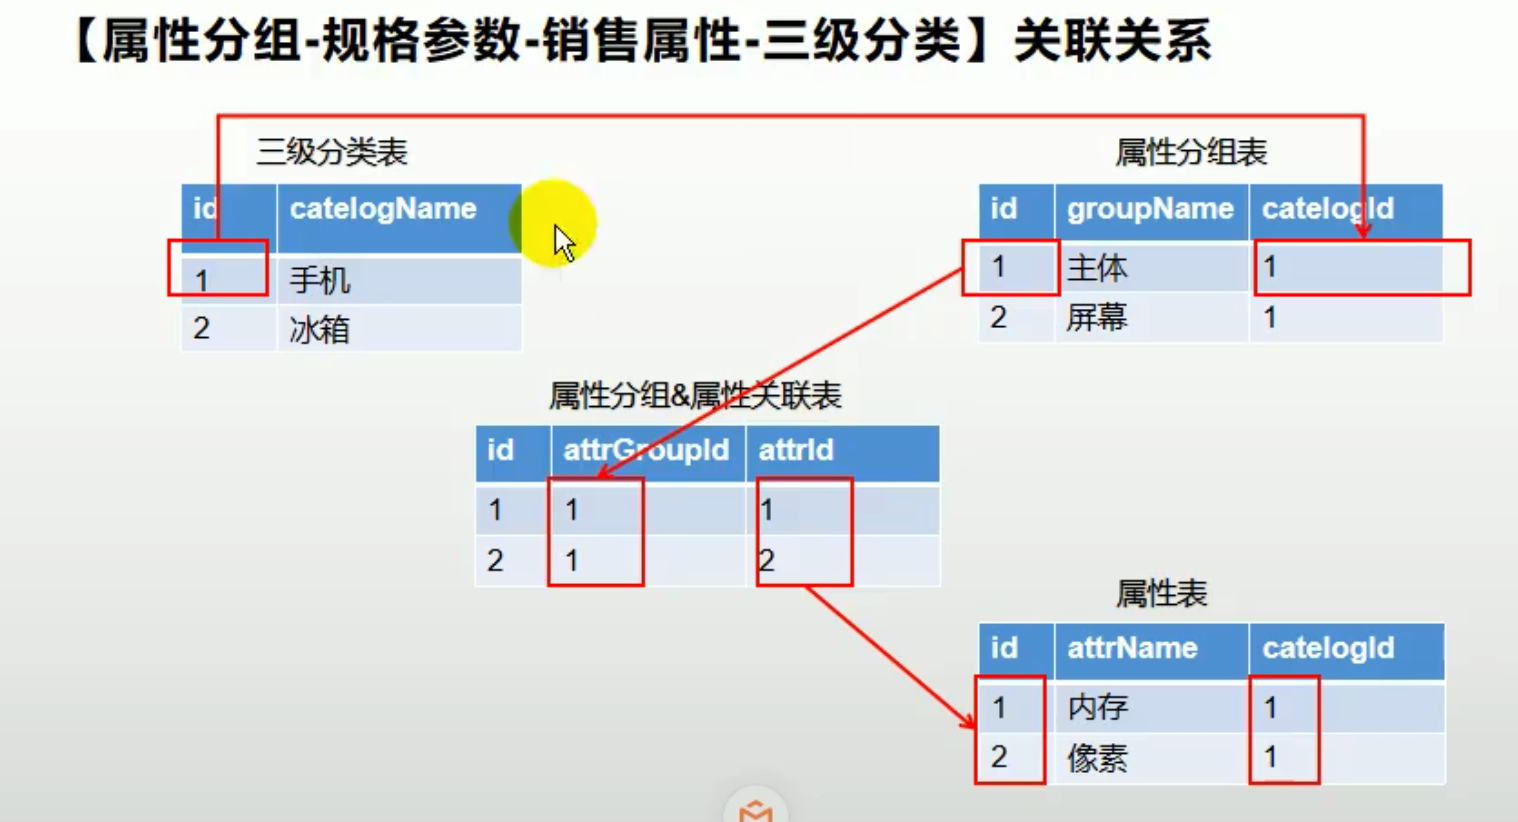 【属性分组-规格参数-销售属性-三级分类】关联关系
三级分类表
id catelogName
1 手机
2 冰箱
属性分组表
id groupName catelogId
1 主体 1
2 屏幕 1
属性分组&属性关联表
id attrGroupId attrId
1 1 1
2 1 2
属性表
id attrName catelogId
1 内存 1
2 像素 1